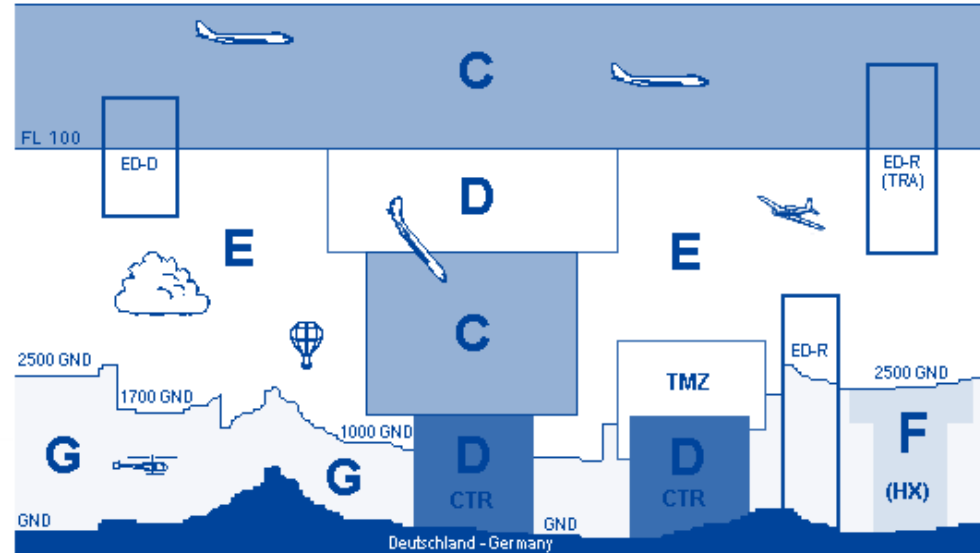 C
FL 100
ED-D
D
ED-R
(TRA)
E
E
C
ED-R
2500 GND
2500 GND
TMZ
1700 GND
1000 GND
F
G
G
D
D
CTR
CTR
(HX)
GND
GND
Deutschland - Germany